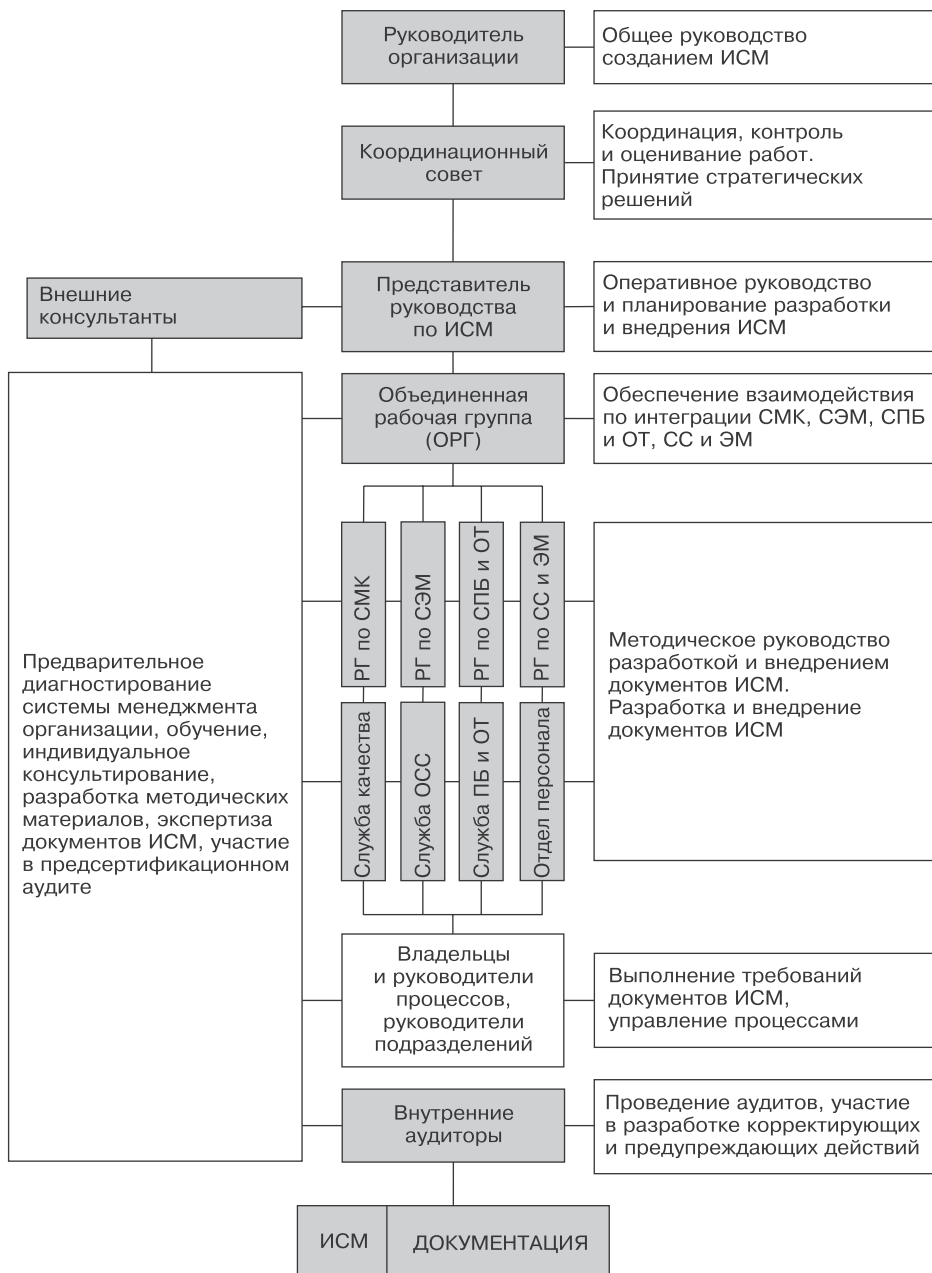 Руководитель
организации
Общее руководство
созданием ИСМ
Координационный
совет
Координация, контроль
и оценивание работ.
Принятие стратегических
решений
Внешние
консультанты
Представитель
руководства
по ИСМ
Оперативное руководство
и планирование разработки
и внедрения ИСМ
Объединенная
рабочая группа
(ОРГ)
Обеспечение взаимодействия
по интеграции СМК, СЭМ, СПБ
и ОТ, СС и ЭМ
РГ по СМК
РГ по СЭМ
РГ по СПБ и ОТ
РГ по СС и ЭМ
Предварительное
диагностирование
системы менеджмента
организации, обучение,
индивидуальное
консультирование,
разработка методических
материалов, экспертиза
документов ИСМ, участие
в предсертификационном
аудите
Методическое руководство
разработкой и внедрением
документов ИСМ.
Разработка и внедрение
документов ИСМ
Служба качества
Служба ОСС
Служба ПБ и ОТ
Отдел персонала
Владельцы
и руководители
процессов,
руководители
подразделений
Выполнение требований
документов ИСМ,
управление процессами
Внутренние
аудиторы
Проведение аудитов, участие
в разработке корректирующих
и предупреждающих действий
ИСМ
ДОКУМЕНТАЦИЯ